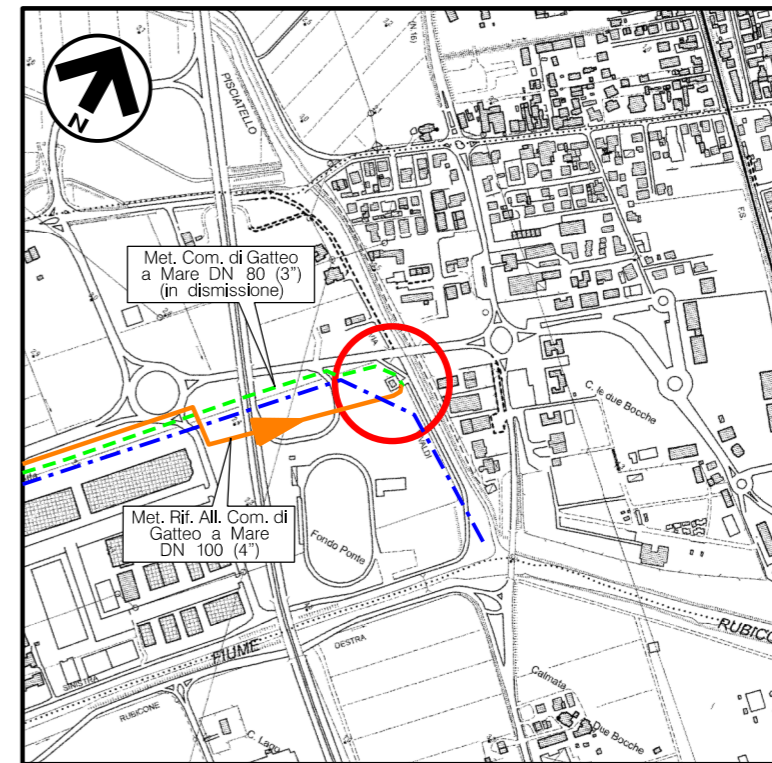 N
PISCIATELLO
(N.16)
F.S.
Met. Com. di Gatteo
a Mare DN 80 (3")
(in dismissione)
C. le due Bocche
Met. Rif. All. Com. di
Gatteo a Mare
DN 100 (4")
Fondo Ponte
FIUME
DESTRA
SINISTRA
RUBICONE
C. Lago
Calmata
Due Bocche